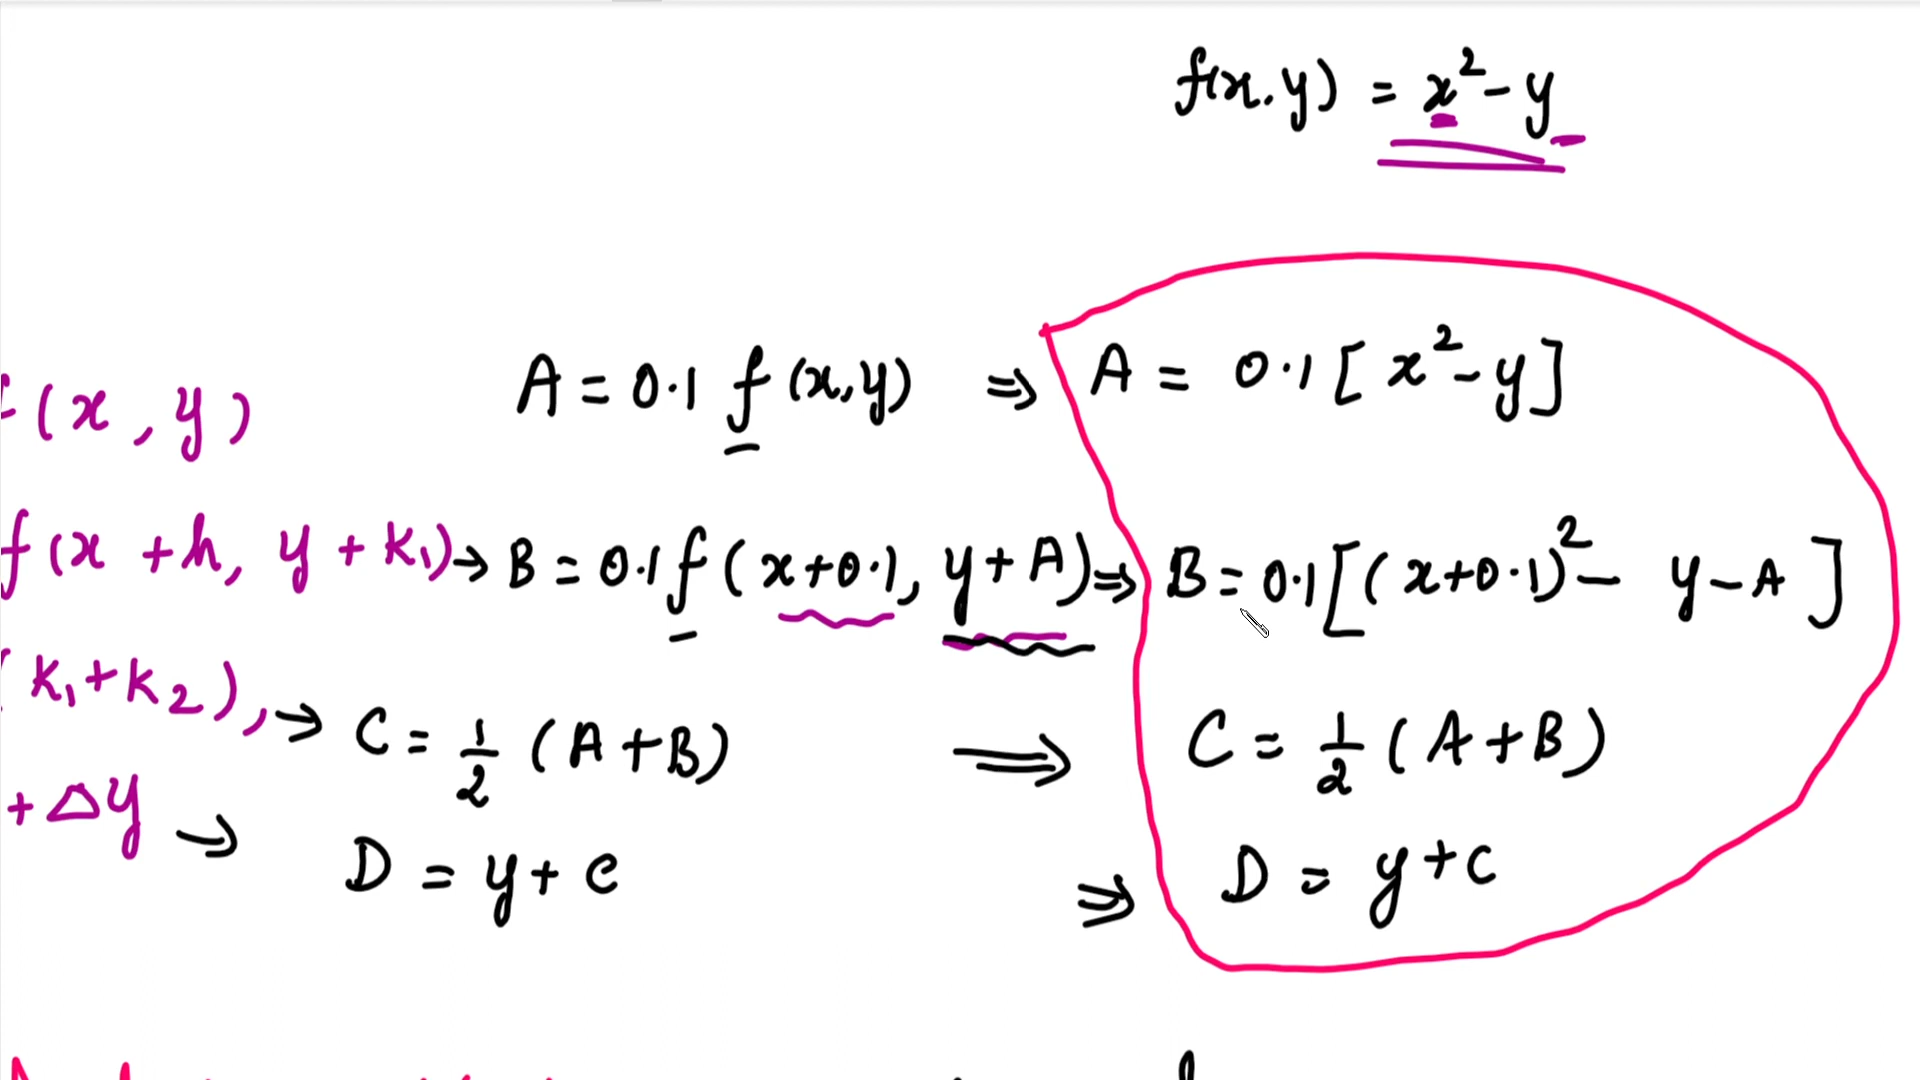 f(x, y) = x² - y
(x, y) A = 0.1 f (x, y) ⇒ A = 0.1 [ x² - y ]
f(x + h, y + k₁) → B = 0.1 f ( x+0.1, y + A ) ⇒ B = 0.1 [ ( x+0.1)² - y - A ]
k₁+k₂), → C = 1/2 ( A + B) ⇒ C = 1/2 ( A + B )
+ Δy → D = y + c ⇒ D = y + c